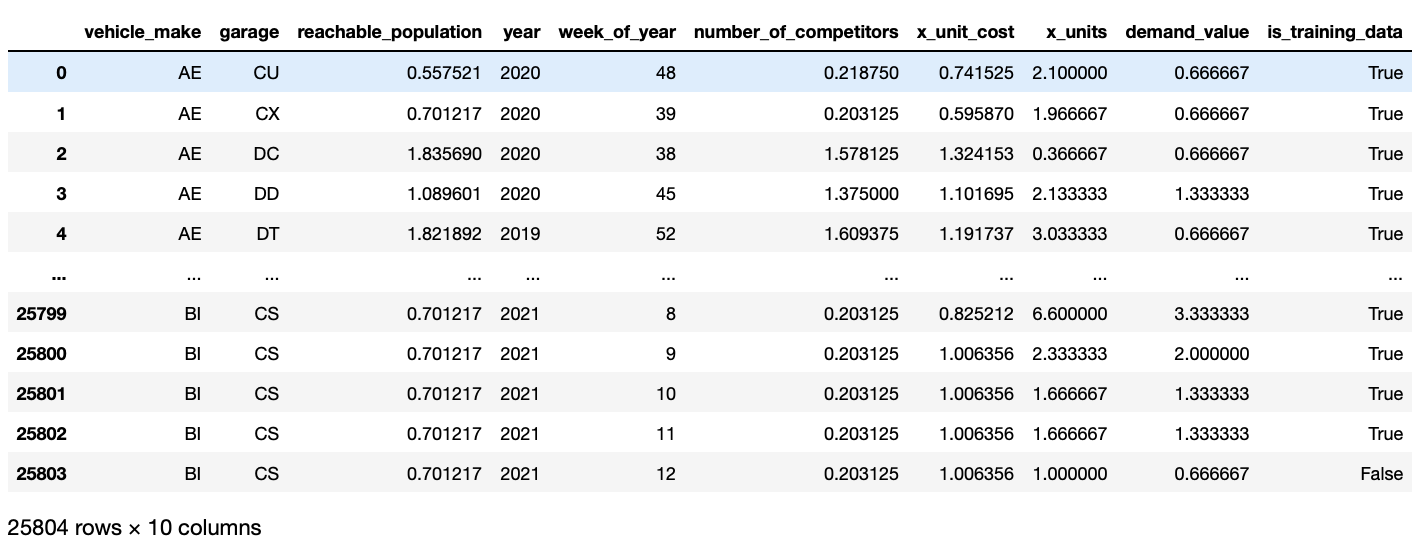 vehicle_make garage reachable_population year week_of_year number_of_competitors x_unit_cost x_units demand_value is_training_data
0 AE CU 0.557521 2020 48 0.218750 0.741525 2.100000 0.666667 True
1 AE CX 0.701217 2020 39 0.203125 0.595870 1.966667 0.666667 True
2 AE DC 1.835690 2020 38 1.578125 1.324153 0.366667 0.666667 True
3 AE DD 1.089601 2020 45 1.375000 1.101695 2.133333 1.333333 True
4 AE DT 1.821892 2019 52 1.609375 1.191737 3.033333 0.666667 True
... ... ... ... ... ... ... ... ... ... ...
25799 BI CS 0.701217 2021 8 0.203125 0.825212 6.600000 3.333333 True
25800 BI CS 0.701217 2021 9 0.203125 1.006356 2.333333 2.000000 True
25801 BI CS 0.701217 2021 10 0.203125 1.006356 1.666667 1.333333 True
25802 BI CS 0.701217 2021 11 0.203125 1.006356 1.666667 1.333333 True
25803 BI CS 0.701217 2021 12 0.203125 1.006356 1.000000 0.666667 False
25804 rows × 10 columns